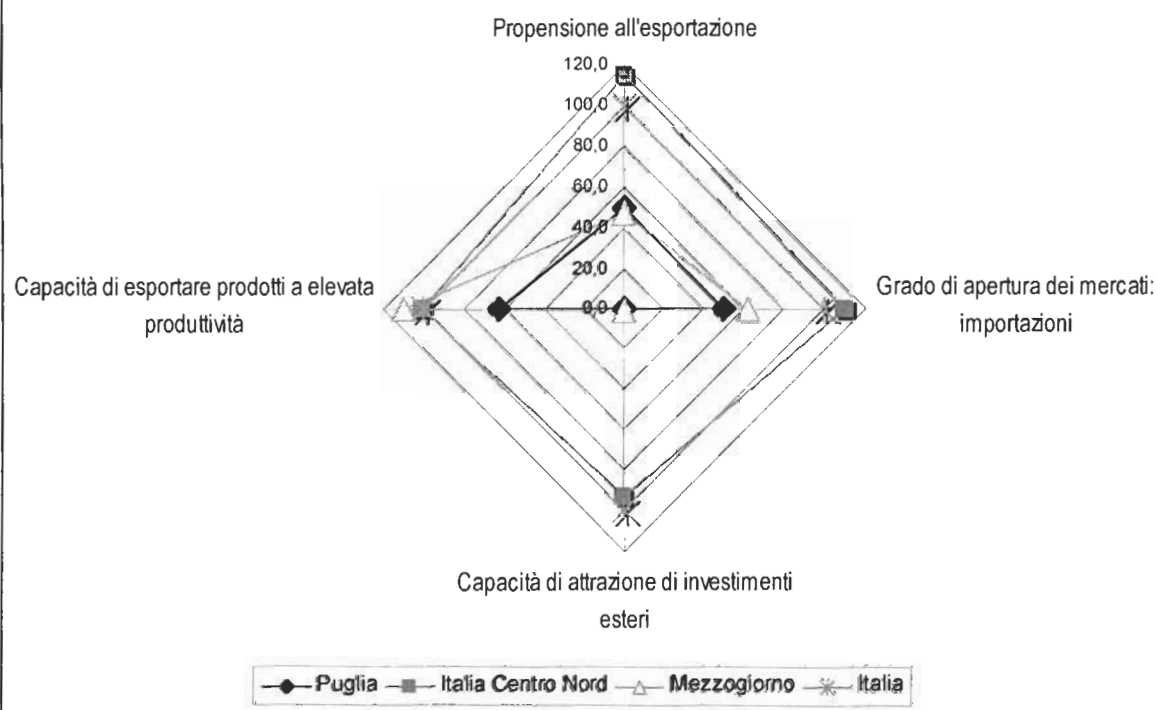 Propensione all'esportazione
120,0
100,0
80,0
60,0
40,0
20,0
0,0
Capacità di esportare prodotti a elevata
produttività
Grado di apertura dei mercati:
importazioni
Capacità di attrazione di investimenti
esteri
Puglia Italia Centro Nord Mezzogiorno Italia